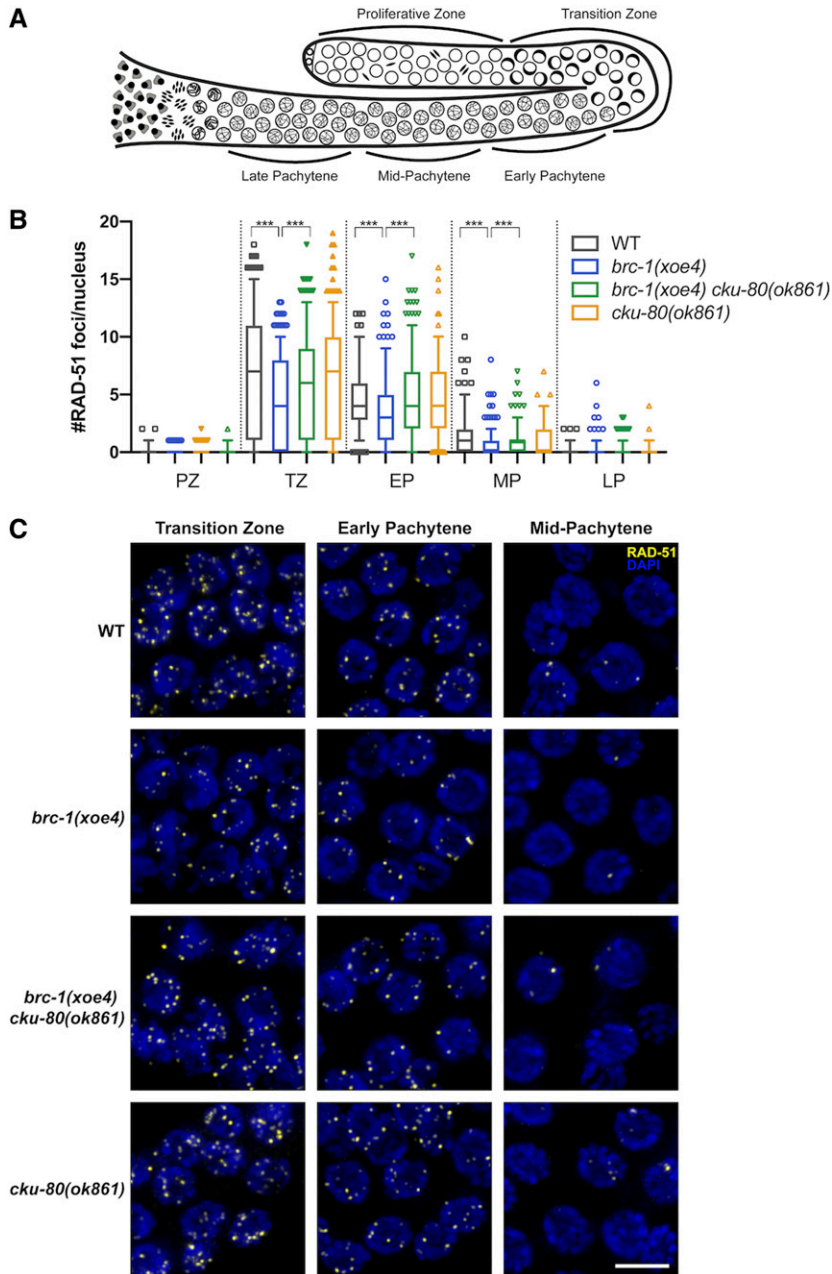 A
Proliferative Zone
Transition Zone
Late Pachytene
Mid-Pachytene
Early Pachytene
B
#RAD-51 foci/nucleus
20
15
10
5
0
*** ***
*** ***
*** ***
PZ
TZ
EP
MP
LP
WT
brc-1(xoe4)
brc-1(xoe4) cku-80(ok861)
cku-80(ok861)
C
Transition Zone
Early Pachytene
Mid-Pachytene
RAD-51
DAPI
WT
brc-1(xoe4)
brc-1(xoe4)
cku-80(ok861)
cku-80(ok861)